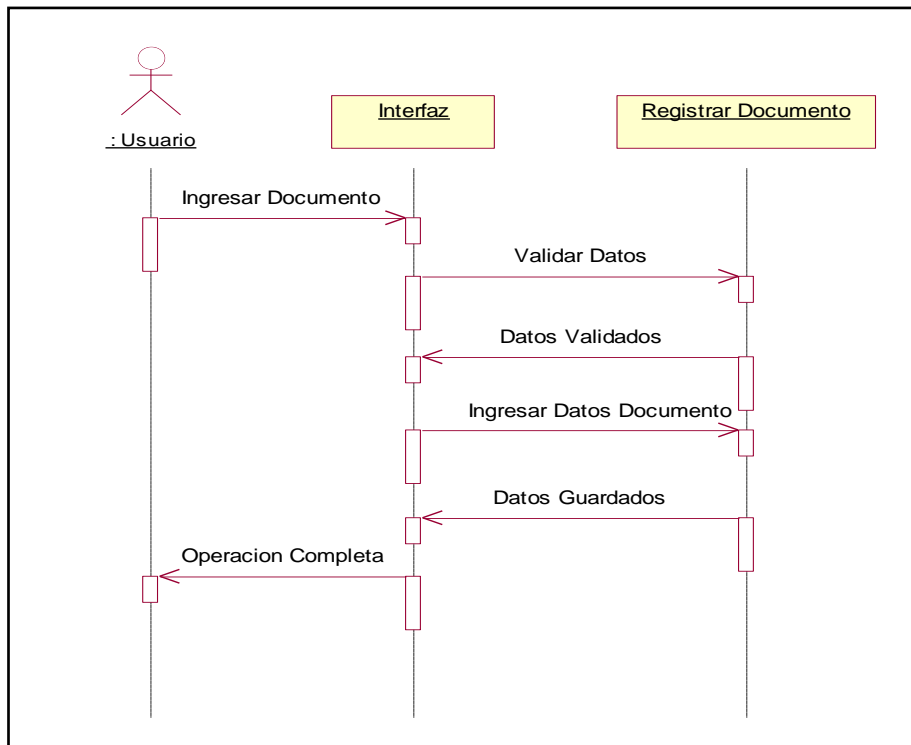 : Usuario
Interfaz
Registrar Documento
Ingresar Documento
Validar Datos
Datos Validados
Ingresar Datos Documento
Datos Guardados
Operacion Completa